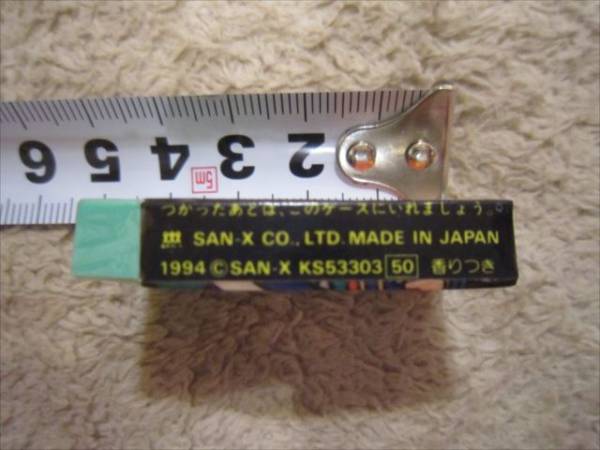 6 5 4 3 2
5m
つかったあとは、このケースにいれましょう。
SAN-X CO., LTD. MADE IN JAPAN
1994 © SAN-X KS53303 50 香りつき